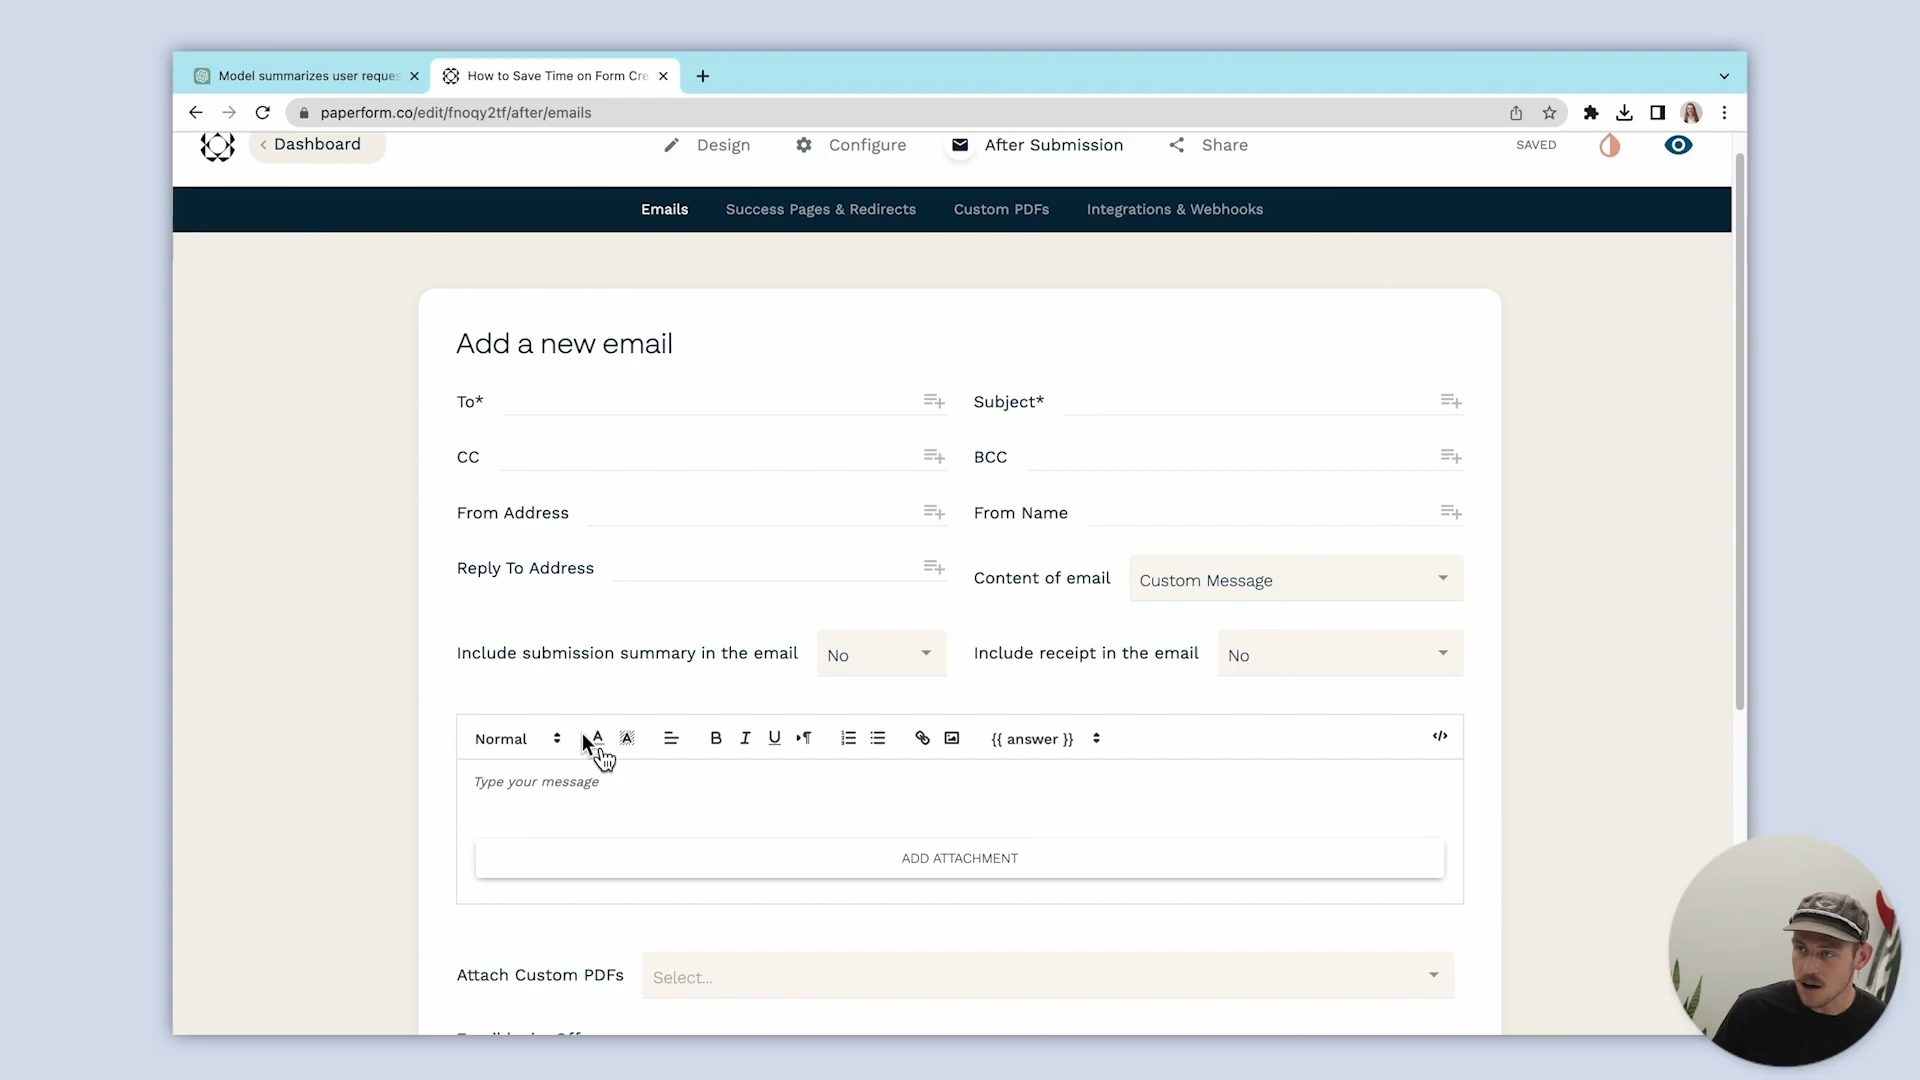 Model summarizes user reques
How to Save Time on Form Cre
paperform.co/edit/fnoqy2tf/after/emails
Dashboard
Design
Configure
After Submission
Share
SAVED
Emails
Success Pages & Redirects
Custom PDFs
Integrations & Webhooks
Add a new email
To*
Subject*
CC
BCC
From Address
From Name
Reply To Address
Content of email
Custom Message
Include submission summary in the email
No
Include receipt in the email
No
Normal
{{ answer }}
Type your message
ADD ATTACHMENT
Attach Custom PDFs
Select...